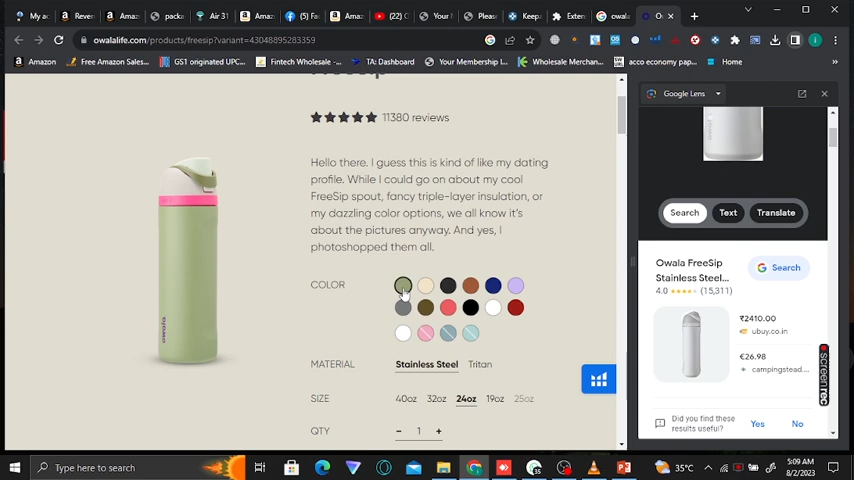 My ac
Reven
Amaz
packa
Air 31
Amaz
(5) Fa
Amaz
(22) C
Your M
Please
Keepa
Exten
owala
O
owalalife.com/products/freesip?variant=43048895283359
Amazon
Free Amazon Sales...
GS1 originated UPC...
Fintech Wholesale -...
TA: Dashboard
Your Membership I...
Wholesale Merchan...
acco economy pap...
Home
FreeSip
11380 reviews
Hello there. I guess this is kind of like my dating
profile. While I could go on about my cool
FreeSip spout, fancy triple-layer insulation, or
my dazzling color options, we all know it's
about the pictures anyway. And yes, I
photoshopped them all.
COLOR
MATERIAL
Stainless Steel
Tritan
SIZE
40oz
32oz
24oz
19oz
25oz
QTY
- 1 +
owala
Google Lens
Search
Text
Translate
Owala FreeSip
Stainless Steel...
4.0
(15,311)
Search
₹2410.00
ubuy.co.in
€26.98
campingstead....
Did you find these
results useful?
Yes
No
screenrec
Type here to search
35°C
5:09 AM
8/2/2023